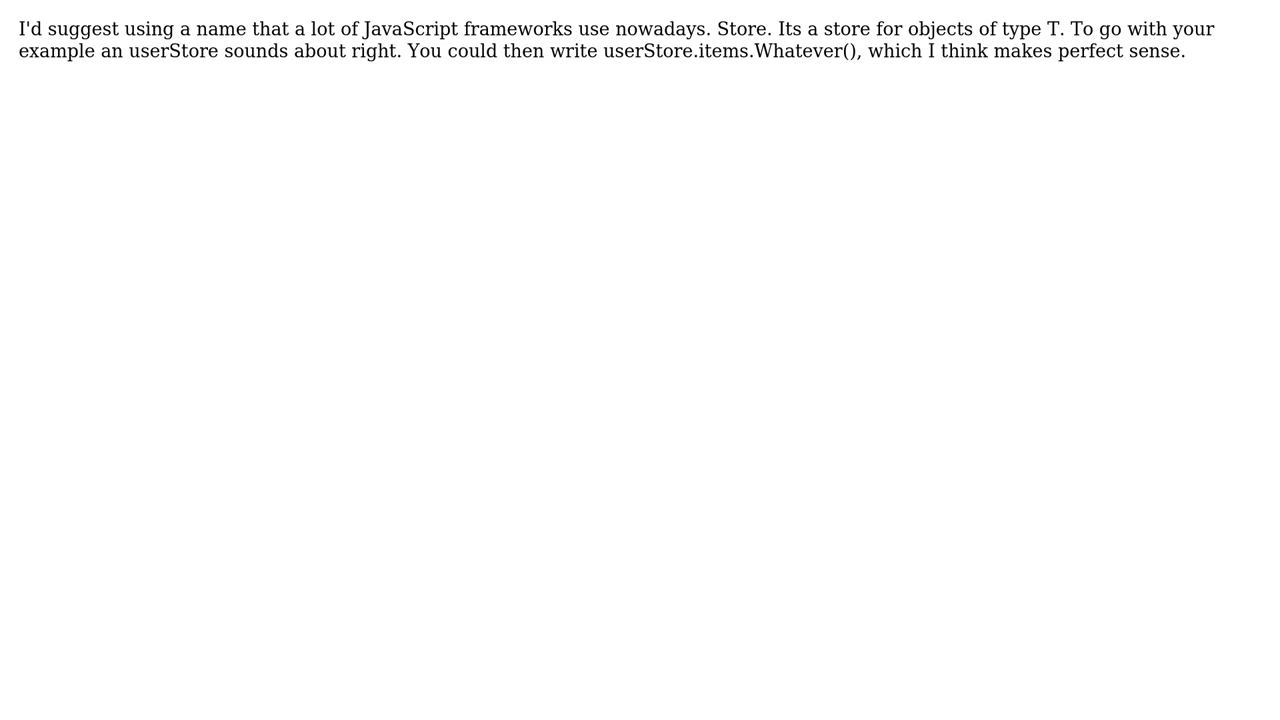 I'd suggest using a name that a lot of JavaScript frameworks use nowadays. Store. Its a store for objects of type T. To go with your
example an userStore sounds about right. You could then write userStore.items.Whatever(), which I think makes perfect sense.